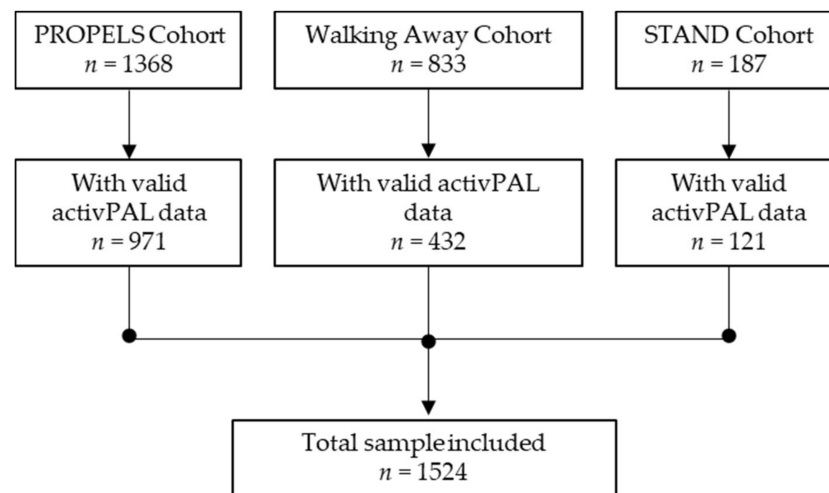 PROPELS Cohort
n = 1368
Walking Away Cohort
n = 833
STAND Cohort
n = 187
With valid
activPAL data
n = 971
With valid activPAL
data
n = 432
With valid
activPAL data
n = 121
Total sample included
n = 1524